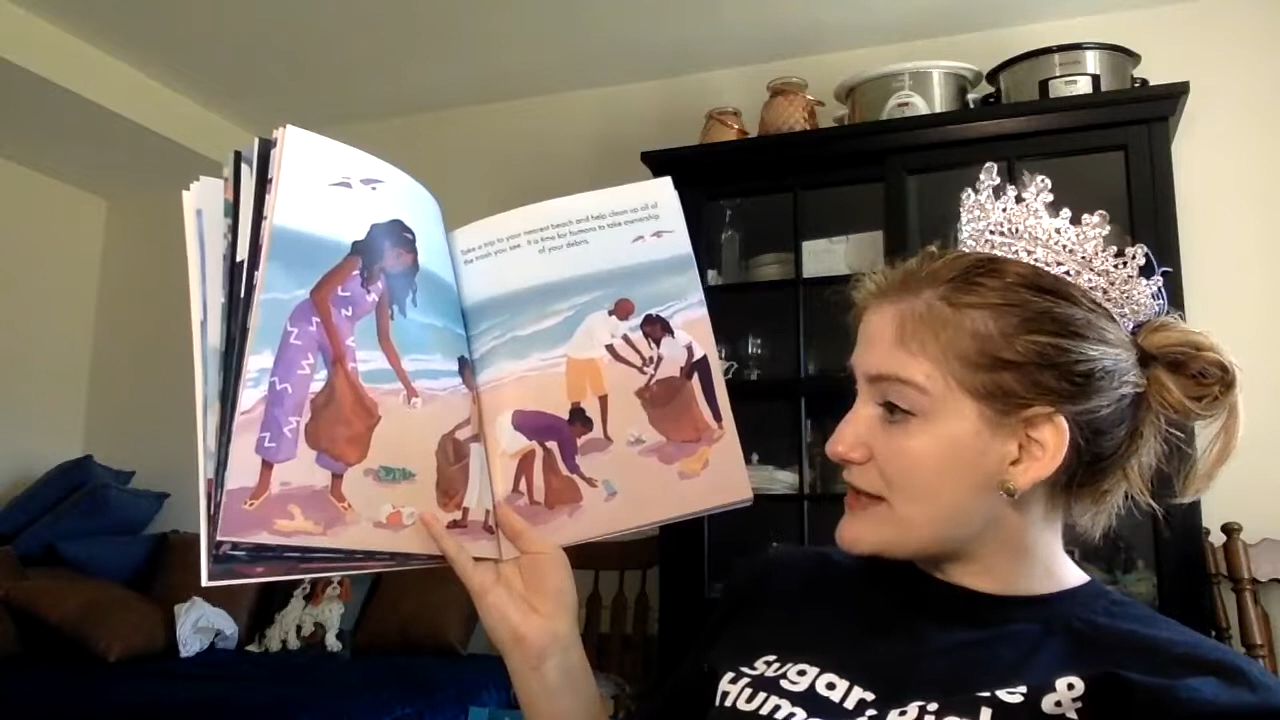 Take a trip to your nearest beach and help clean up all of
the trash you see. It is time for humans to take ownership
of your debris.
Sugar, &